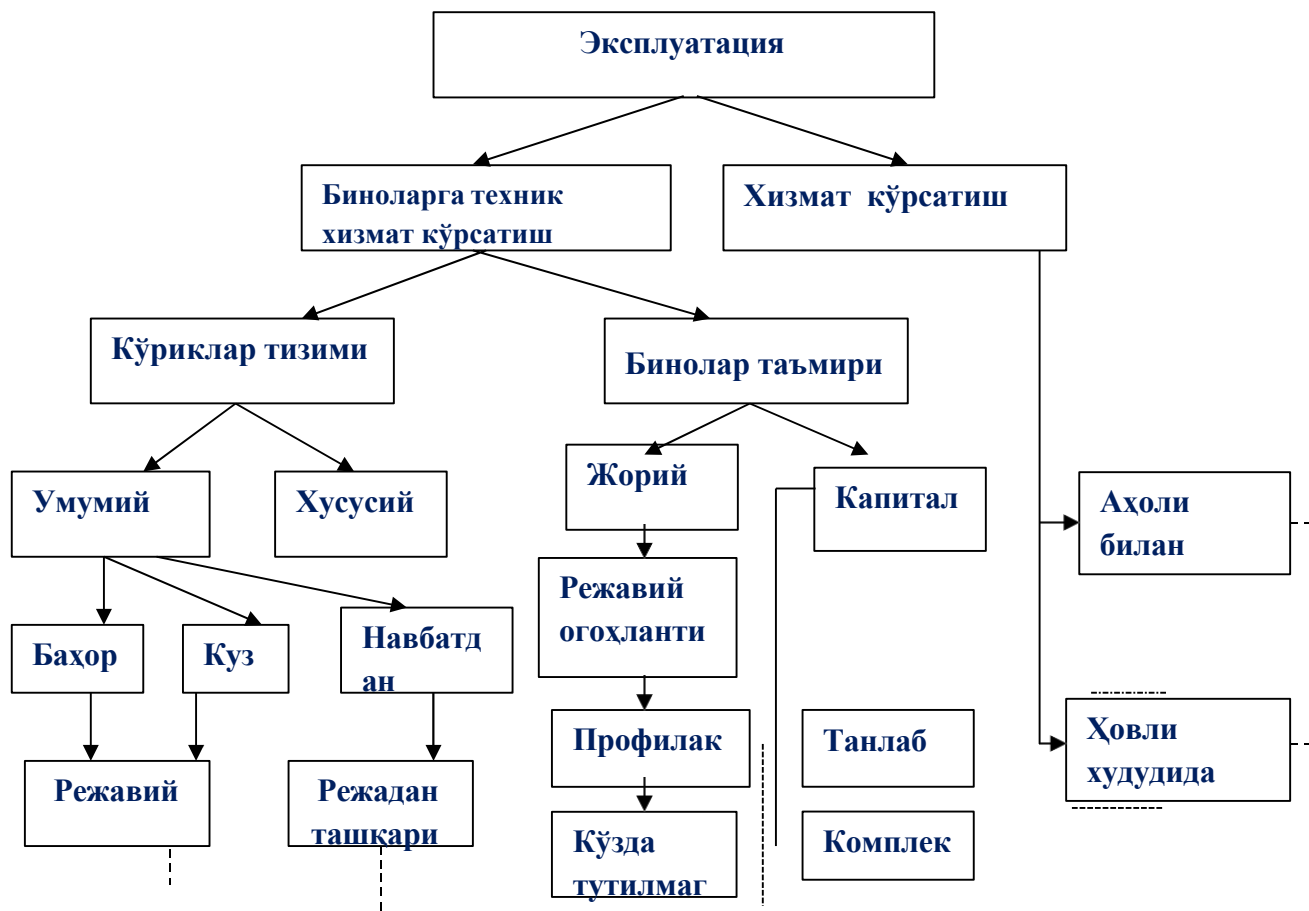 Эксплуатация
Биноларга техник
хизмат кўрсатиш
Хизмат кўрсатиш
Кўриклар тизими
Бинолар таъмири
Умумий
Хусусий
Жорий
Капитал
Аҳоли
билан
Баҳор
Куз
Навбатд
ан
Режавий
огоҳланти
Режавий
Режадан
ташқари
Профилак
Танлаб
Ҳовли
худудида
Кўзда
тутилмаг
Комплек